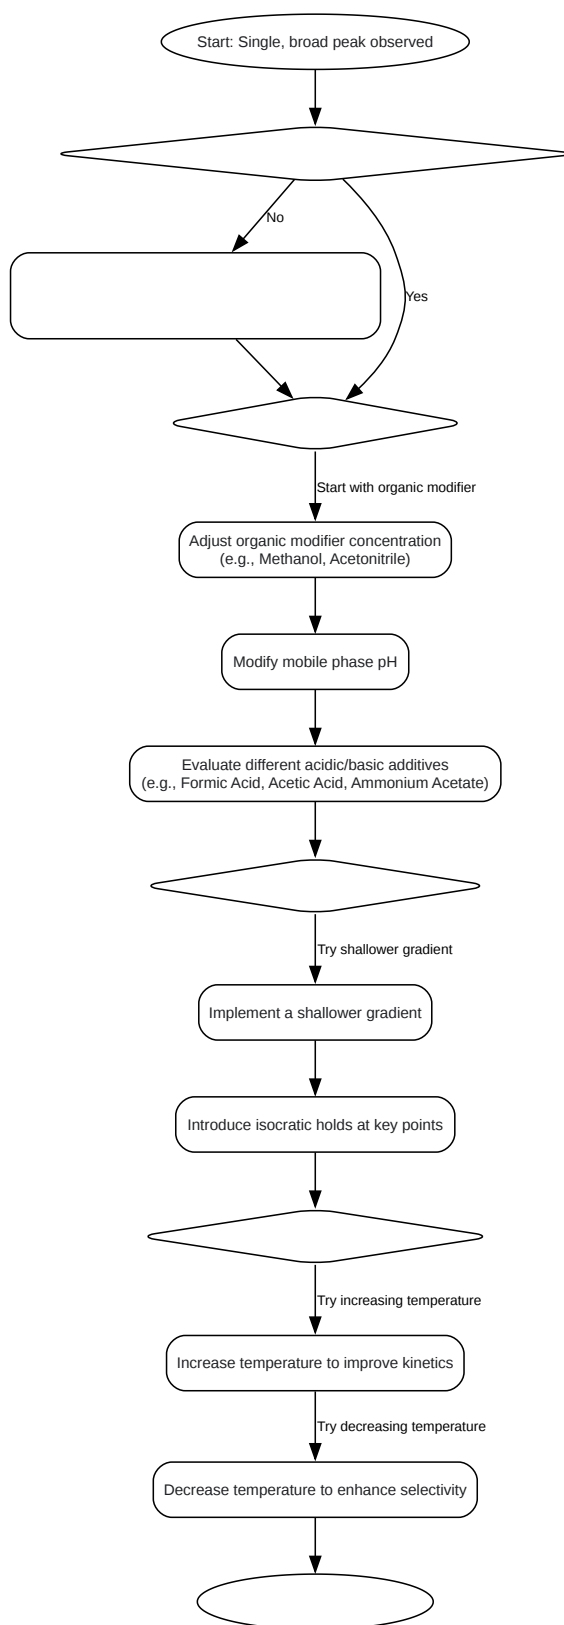 Start: Single, broad peak observed
No
Yes
Start with organic modifier
Adjust organic modifier concentration
(e.g., Methanol, Acetonitrile)
Modify mobile phase pH
Evaluate different acidic/basic additives
(e.g., Formic Acid, Acetic Acid, Ammonium Acetate)
Try shallower gradient
Implement a shallower gradient
Introduce isocratic holds at key points
Try increasing temperature
Increase temperature to improve kinetics
Try decreasing temperature
Decrease temperature to enhance selectivity